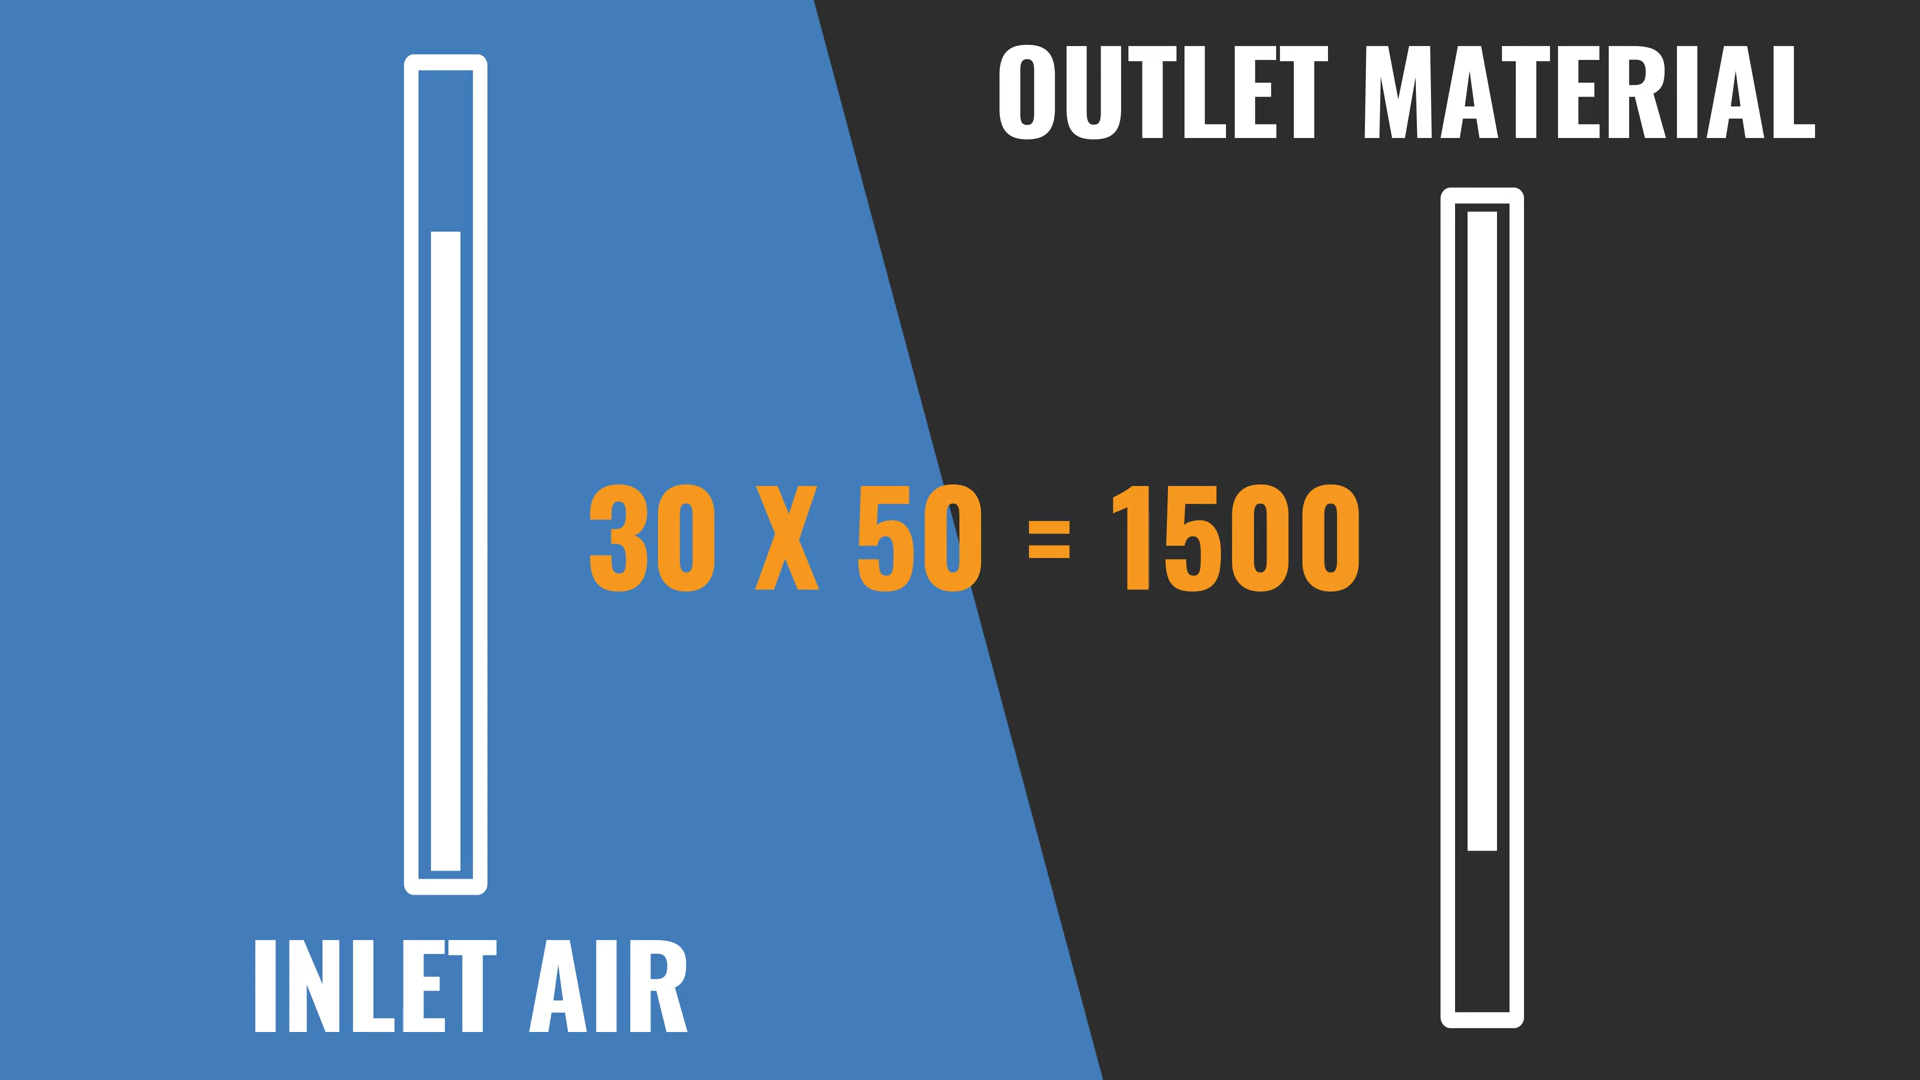 OUTLET MATERIAL
30 X 50 = 1500
INLET AIR